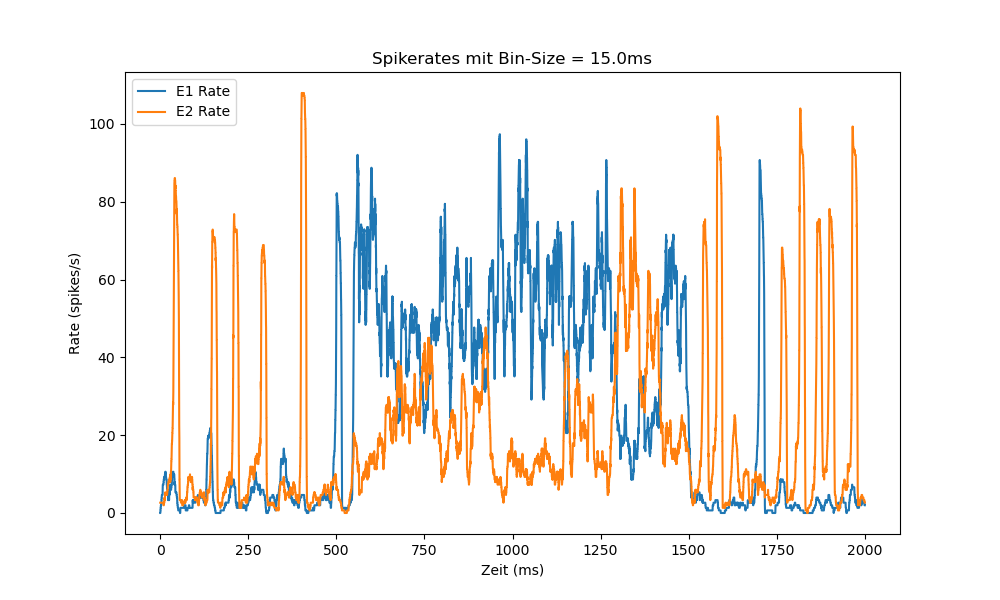 Spikerates mit Bin-Size = 15.0ms
E1 Rate
E2 Rate
Rate (spikes/s)
100
80
60
40
20
0
0 250 500 750 1000 1250 1500 1750 2000
Zeit (ms)